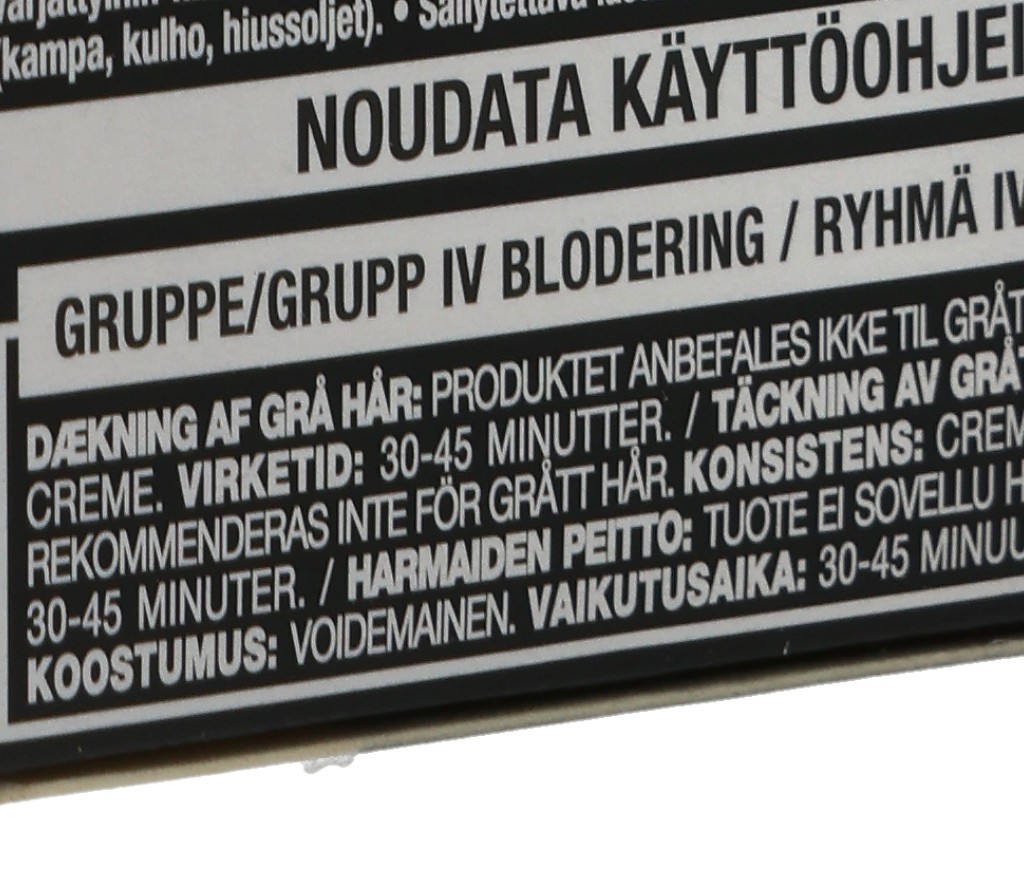 (kampa, kulho, hiussoljet). •
NOUDATA KÄYTTÖOHJEI
GRUPPE/GRUPP IV BLODERING / RYHMÄ IV
DÆKNING AF GRÅ HÅR: PRODUKTET ANBEFALES IKKE TIL GRÅT
CREME. VIRKETID: 30-45 MINUTTER. / TÄCKNING AV GRÅ
REKOMMENDERAS INTE FÖR GRÅTT HÅR. KONSISTENS: CREM
30-45 MINUTER. / HARMAIDEN PEITTO: TUOTE EI SOVELLU H
KOOSTUMUS: VOIDEMAINEN. VAIKUTUSAIKA: 30-45 MINUU